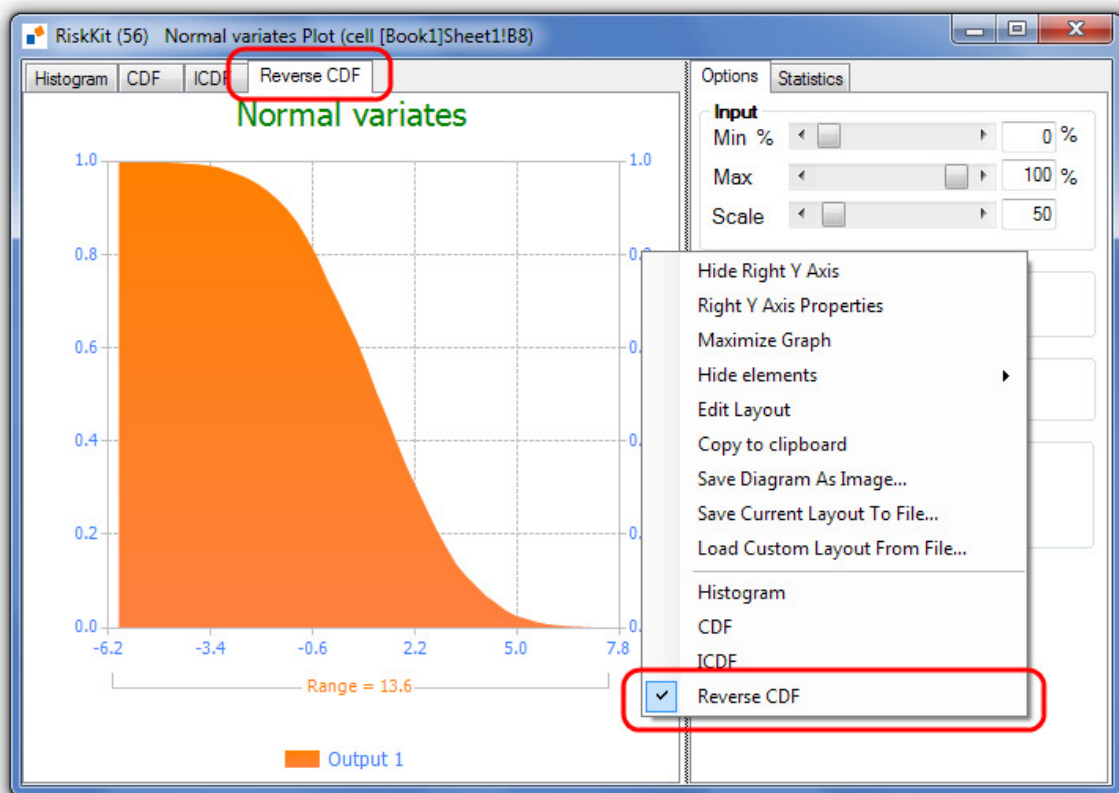 RiskKit (56) Normal variates Plot (cell [Book1]Sheet1!B8)
Histogram CDF ICDF Reverse CDF
Options Statistics
Normal variates
1.0
0.8
0.6
0.4
0.2
0.0
1.0
-6.2 -3.4 -0.6 2.2 5.0 7.8
Range = 13.6
Output 1
Input
Min % 0 %
Max 100 %
Scale 50
Hide Right Y Axis
Right Y Axis Properties
Maximize Graph
Hide elements
Edit Layout
Copy to clipboard
Save Diagram As Image...
Save Current Layout To File...
Load Custom Layout From File...
Histogram
CDF
ICDF
Reverse CDF